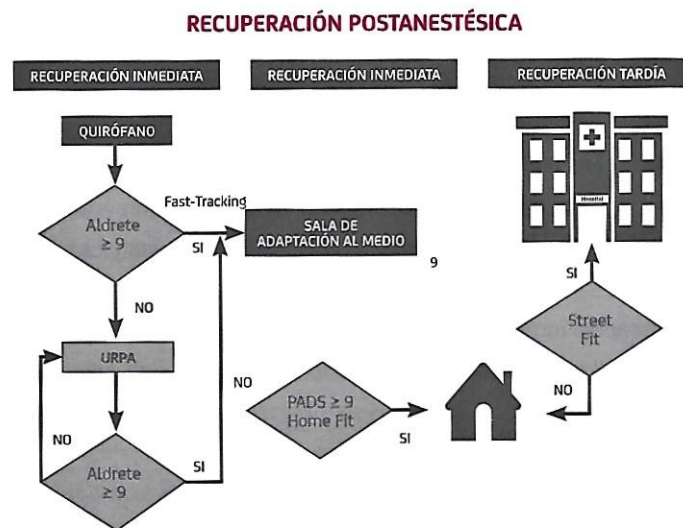 RECUPERACIÓN POSTANESTÉSICA
RECUPERACIÓN INMEDIATA
RECUPERACIÓN INMEDIATA
RECUPERACIÓN TARDÍA
QUIRÓFANO
Fast-Tracking
Aldrete
≥ 9
SI
SALA DE
ADAPTACIÓN AL MEDIO
9
Hospital
NO
SI
URPA
Street
Fit
NO
NO
PADS ≥ 9
Home Fit
SI
NO
Aldrete
≥ 9
SI